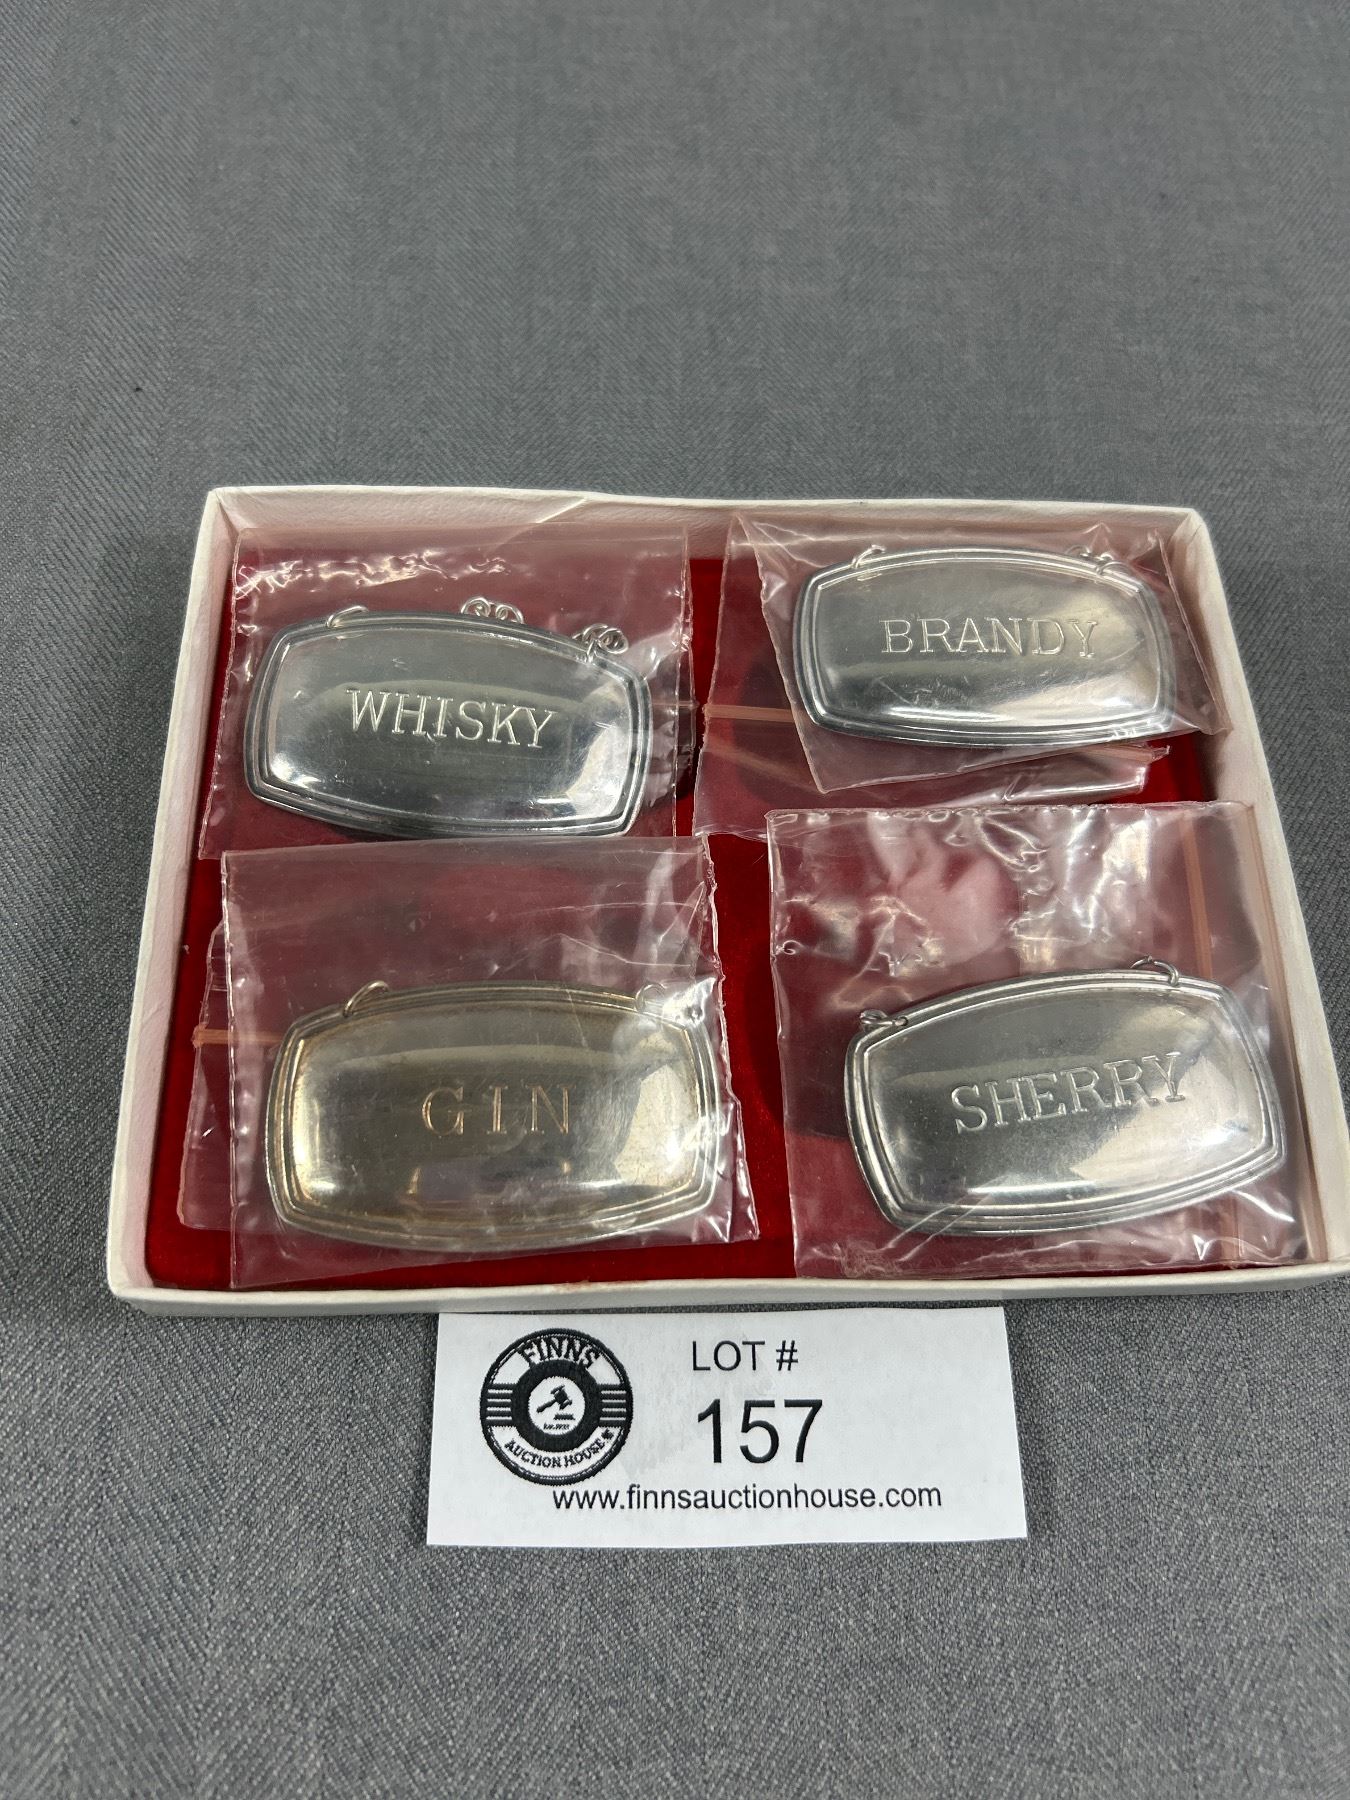 WHISKY
BRANDY
GIN
SHERRY
FINNS
AUCTION HOUSE
LOT #
157
www.finnsauctionhouse.com